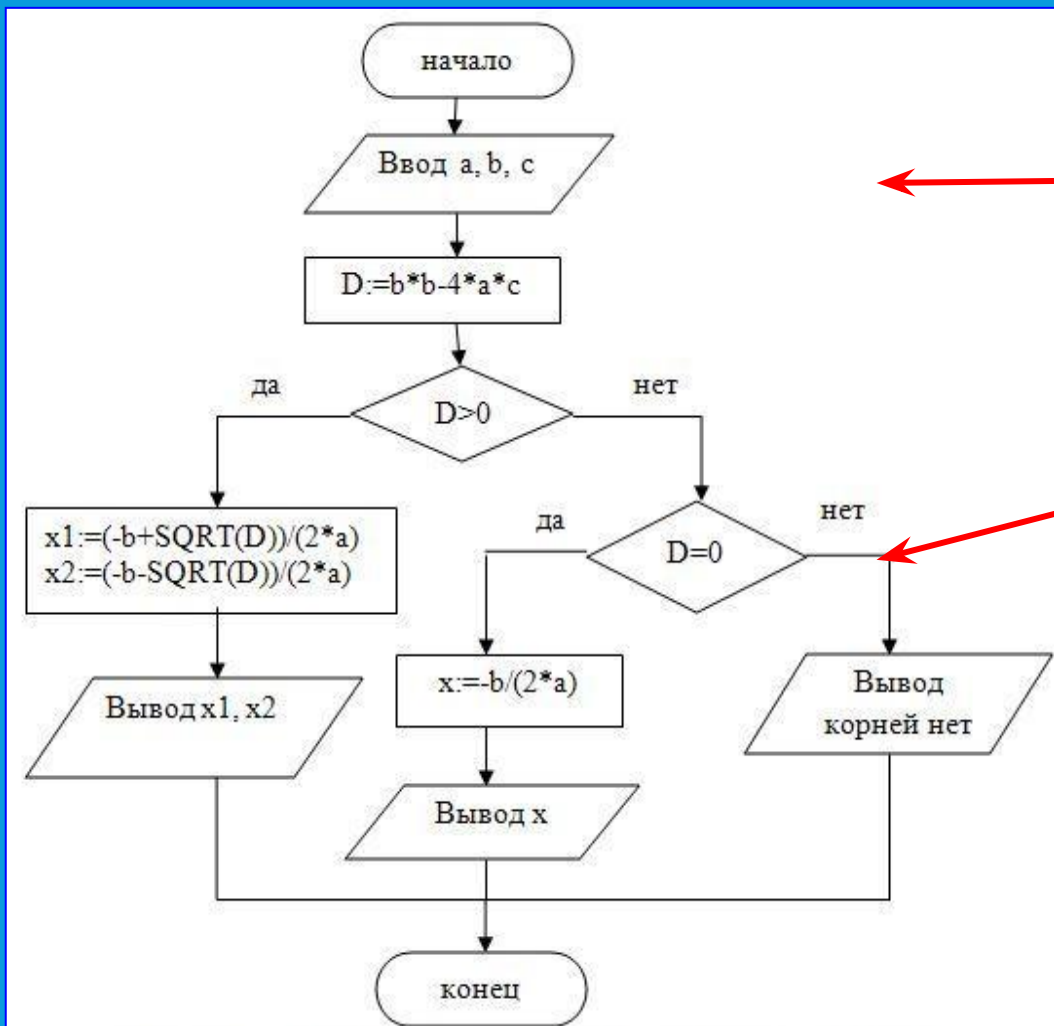 начало
Ввод a, b, c
D:=b*b-4*a*c
да
нет
D>0
x1:=(-b+SQRT(D))/(2*a)
x2:=(-b-SQRT(D))/(2*a)
да
нет
D=0
Вывод x1, x2
x:=-b/(2*a)
Вывод
корней нет
Вывод x
конец